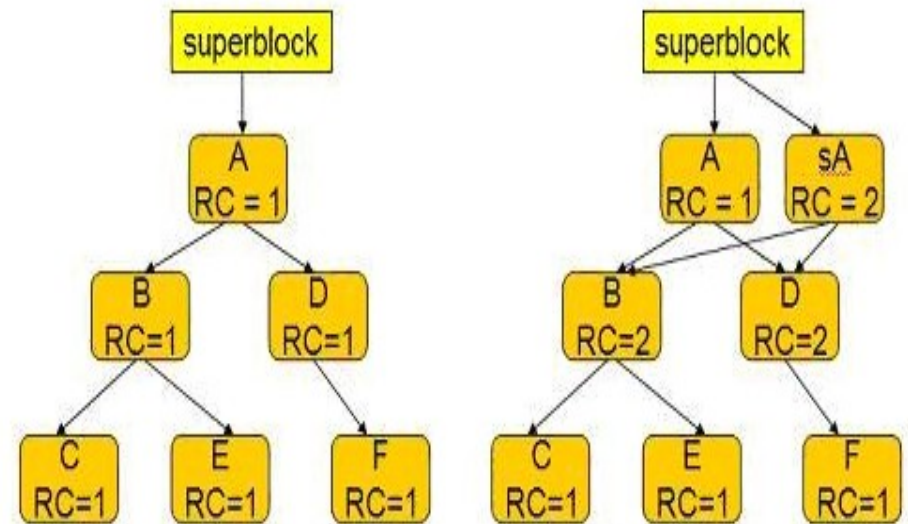 superblock
A
RC = 1
B
RC=1
D
RC=1
C
RC=1
E
RC=1
F
RC=1
superblock
A
RC = 1
sA
RC = 2
B
RC=2
D
RC=2
C
RC=1
E
RC=1
F
RC=1